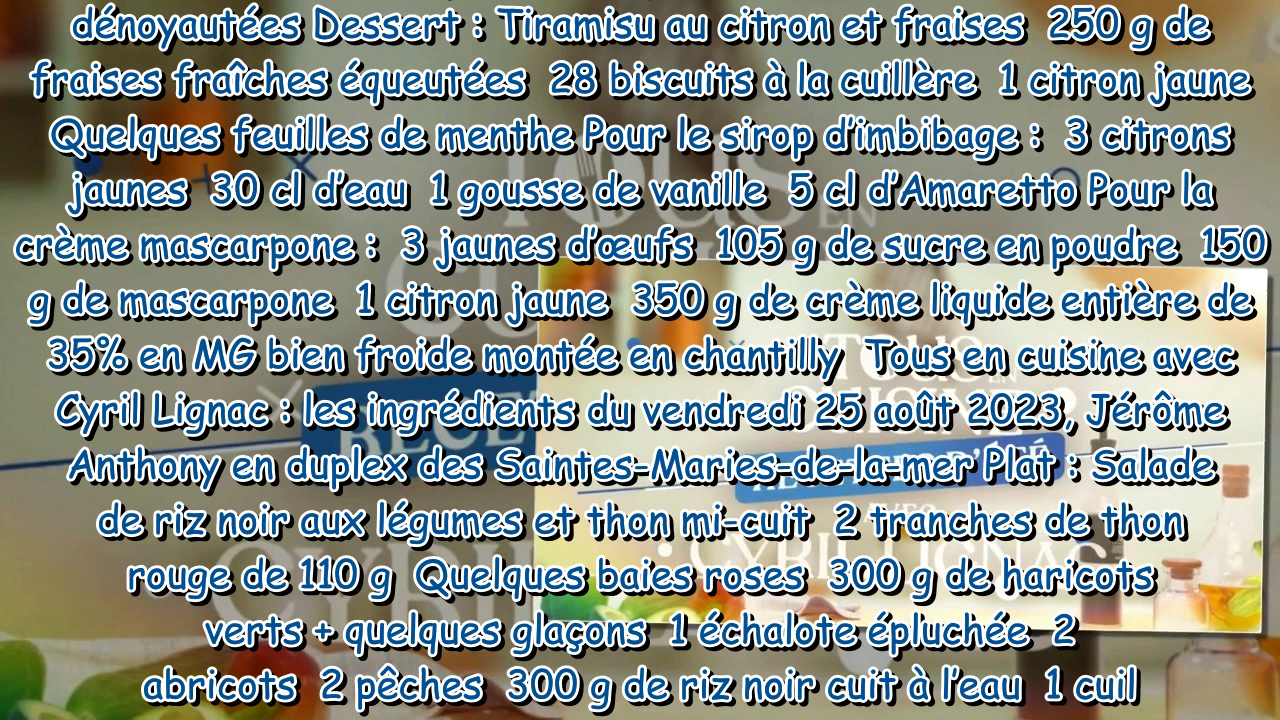 dénoyautées Dessert : Tiramisu au citron et fraises 250 g de
fraises fraîches équeutées 28 biscuits à la cuillère 1 citron jaune
Quelques feuilles de menthe Pour le sirop d’imbibage : 3 citrons
jaunes 30 cl d’eau 1 gousse de vanille 5 cl d’Amaretto Pour la
crème mascarpone : 3 jaunes d’œufs 105 g de sucre en poudre 150
g de mascarpone 1 citron jaune 350 g de crème liquide entière de
35% en MG bien froide montée en chantilly Tous en cuisine avec
Cyril Lignac : les ingrédients du vendredi 25 août 2023, Jérôme
Anthony en duplex des Saintes-Maries-de-la-mer Plat : Salade
de riz noir aux légumes et thon mi-cuit 2 tranches de thon
rouge de 110 g Quelques baies roses 300 g de haricots
verts + quelques glaçons 1 échalote épluchée 2
abricots 2 pêches 300 g de riz noir cuit à l’eau 1 cuil
TOUS
EN
CYRIL LIGNAC